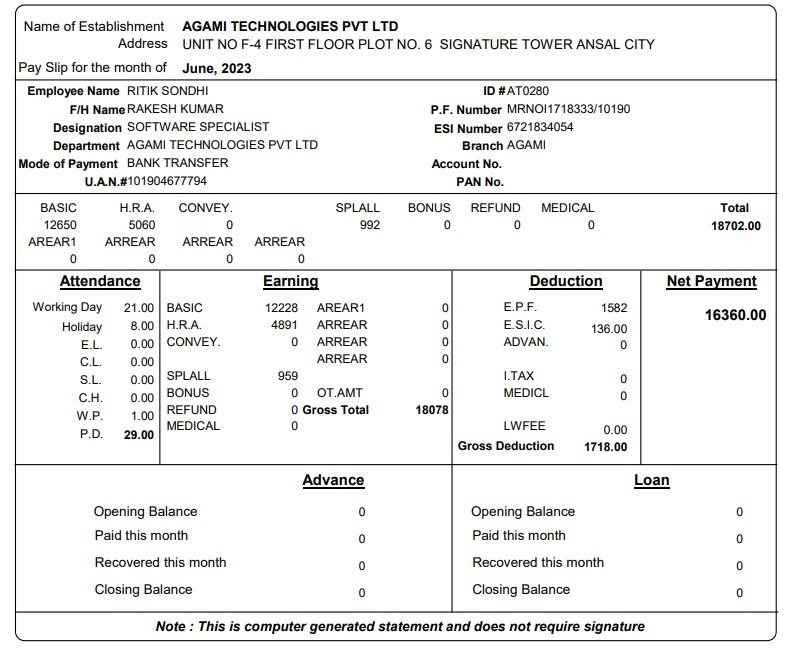 Name of Establishment AGAMI TECHNOLOGIES PVT LTD
Address UNIT NO F-4 FIRST FLOOR PLOT NO. 6 SIGNATURE TOWER ANSAL CITY
Pay Slip for the month of June, 2023
Employee Name RITIK SONDHI ID # AT0280
F/H Name RAKESH KUMAR P.F. Number MRNOI1718333/10190
Designation SOFTWARE SPECIALIST ESI Number 6721834054
Department AGAMI TECHNOLOGIES PVT LTD Branch AGAMI
Mode of Payment BANK TRANSFER Account No.
U.A.N.#101904677794 PAN No.
BASIC H.R.A. CONVEY. SPLALL BONUS REFUND MEDICAL Total
12650 5060 0 992 0 0 0 18702.00
AREAR1 ARREAR ARREAR ARREAR
0 0 0 0
Attendance Earning Deduction Net Payment
Working Day 21.00 BASIC 12228 AREAR1 0 E.P.F. 1582 16360.00
Holiday 8.00 H.R.A. 4891 ARREAR 0 E.S.I.C. 136.00
E.L. 0.00 CONVEY. 0 ARREAR 0 ADVAN. 0
C.L. 0.00 ARREAR 0
S.L. 0.00 SPLALL 959 I.TAX 0
C.H. 0.00 BONUS 0 OT.AMT 0 MEDICL 0
W.P. 1.00 REFUND 0 Gross Total 18078
P.D. 29.00 MEDICAL 0 LWFEE 0.00
Gross Deduction 1718.00
Advance Loan
Opening Balance 0 Opening Balance 0
Paid this month 0 Paid this month 0
Recovered this month 0 Recovered this month 0
Closing Balance 0 Closing Balance 0
Note : This is computer generated statement and does not require signature